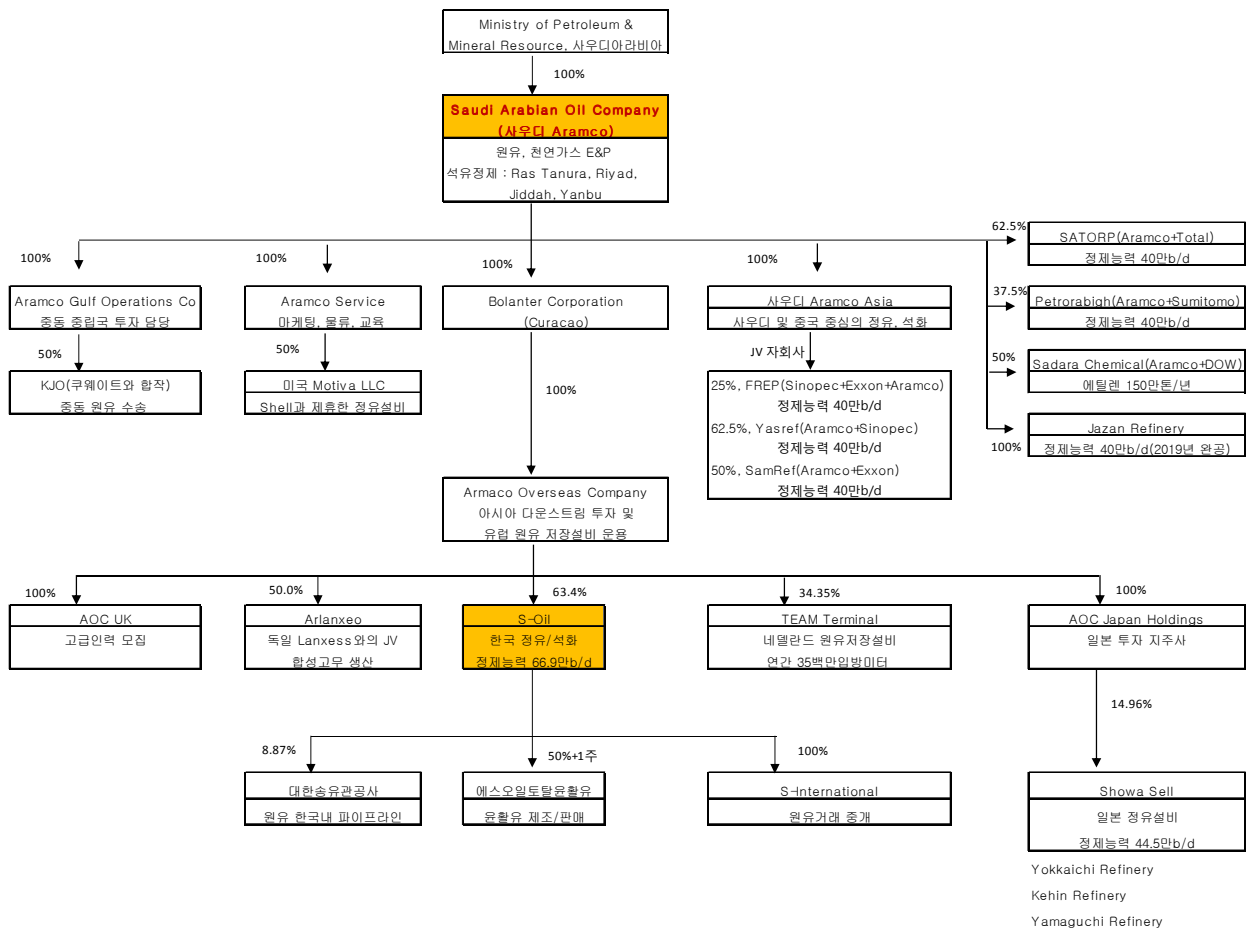 Ministry of Petroleum &
Mineral Resource, 사우디아라비아
100%
Saudi Arabian Oil Company
(사우디 Aramco)
원유, 천연가스 E&P
석유정제 : Ras Tanura, Riyad,
Jiddah, Yanbu
100%
Aramco Gulf Operations Co
중동 중립국 투자 담당
50%
KJO(쿠웨이트와 합작)
중동 원유 수송
100%
Aramco Service
마케팅, 물류, 교육
50%
미국 Motiva LLC
Shell과 제휴한 정유설비
100%
Bolanter Corporation
(Curacao)
100%
Armaco Overseas Company
아시아 다운스트림 투자 및
유럽 원유 저장설비 운용
100%
사우디 Aramco Asia
사우디 및 중국 중심의 정유, 석화
JV 자회사
25%, FREP(Sinopec+Exxon+Aramco)
정제능력 40만b/d
62.5%, Yasref(Aramco+Sinopec)
정제능력 40만b/d
50%, SamRef(Aramco+Exxon)
정제능력 40만b/d
62.5%
SATORP(Aramco+Total)
정제능력 40만b/d
37.5%
Petrorabigh(Aramco+Sumitomo)
정제능력 40만b/d
50%
Sadara Chemical(Aramco+DOW)
에틸렌 150만톤/년
100%
Jazan Refinery
정제능력 40만b/d(2019년 완공)
100%
AOC UK
고급인력 모집
50.0%
Arlanxeo
독일 Lanxess와의 JV
합성고무 생산
63.4%
S-Oil
한국 정유/석화
정제능력 66.9만b/d
34.35%
TEAM Terminal
네델란드 원유저장설비
연간 35백만입방미터
100%
AOC Japan Holdings
일본 투자 지주사
8.87%
대한송유관공사
원유 한국내 파이프라인
50%+1주
에스오일토탈윤활유
윤활유 제조/판매
100%
S-International
원유거래 중개
14.96%
Showa Sell
일본 정유설비
정제능력 44.5만b/d
Yokkaichi Refinery
Kehin Refinery
Yamaguchi Refinery